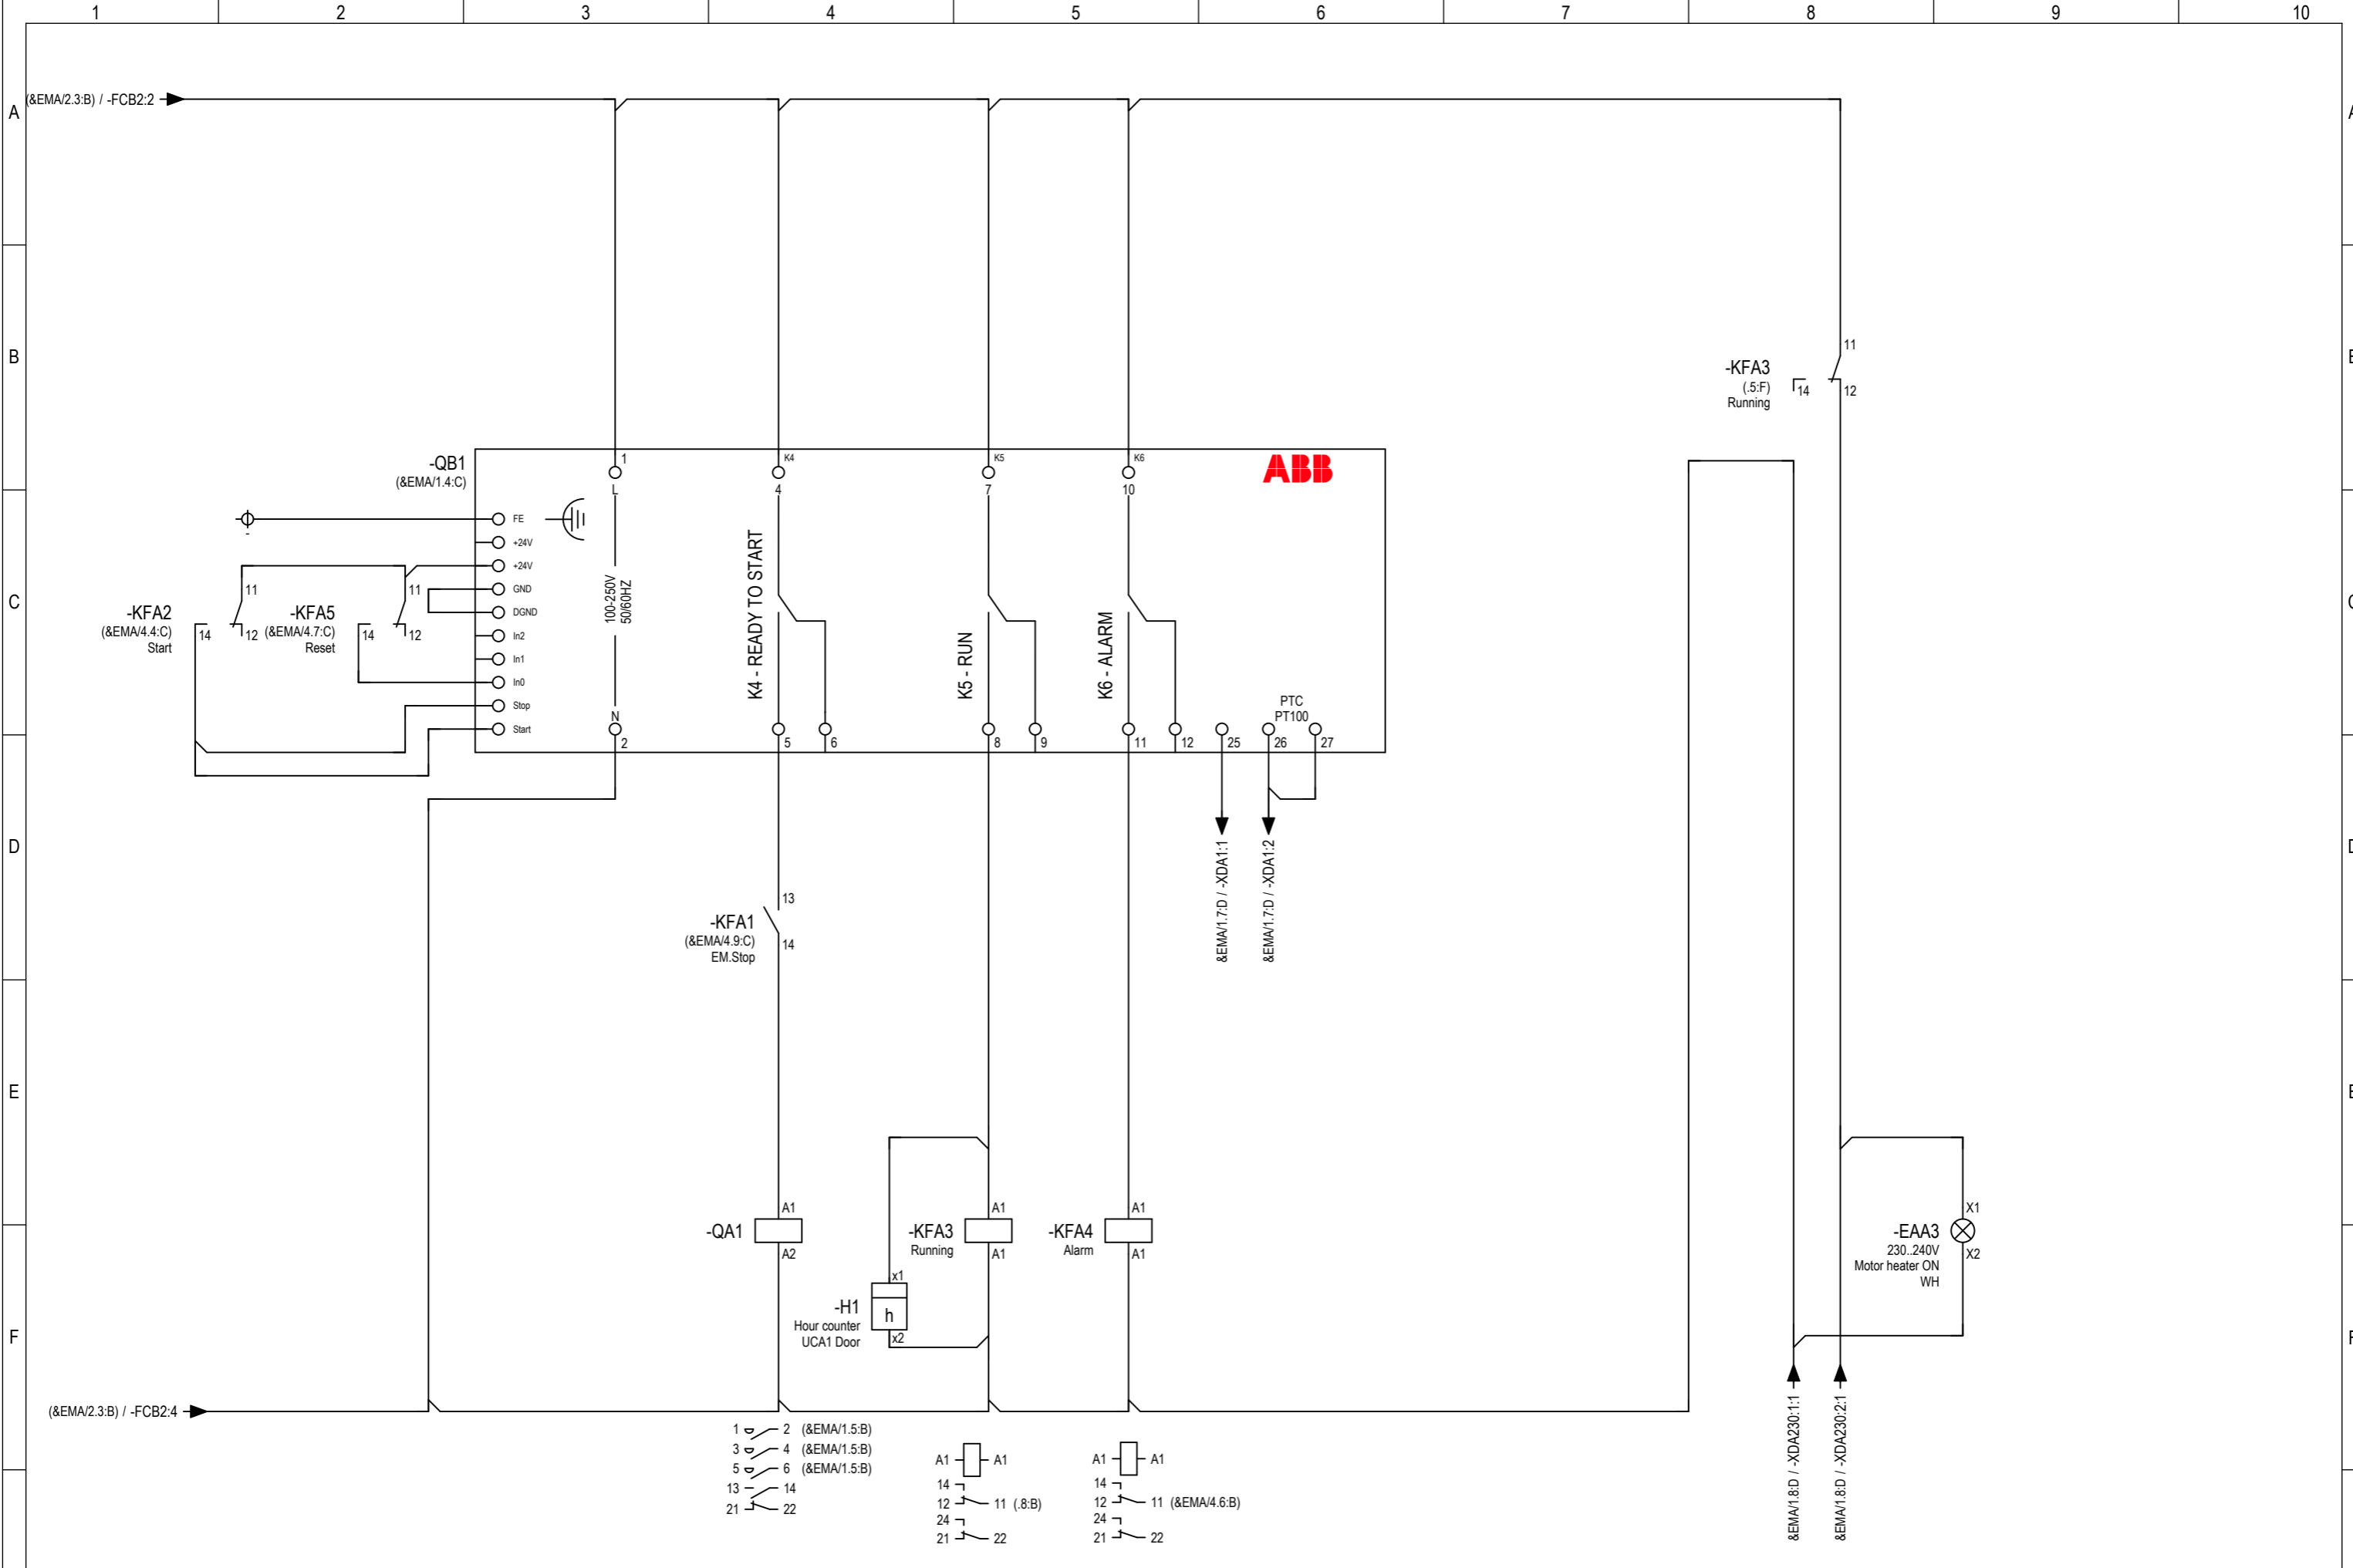 1 2 3 4 5 6 7 8 9 10
A
(&EMA/2.3:B) / -FCB2:2
B
-KFA3
(.5:F)
Running
11
14
12
-QB1
(&EMA/1.4:C)
1
L
K4
4
K5
7
K6
10
ABB
FE
+24V
+24V
GND
DGND
In2
In1
In0
Stop
Start
-
100-250V
50/60HZ
N
2
K4 - READY TO START
K5 - RUN
K6 - ALARM
PTC
PT100
5 6 8 9 11 12 25 26 27
C
-KFA2
(&EMA/4.4:C)
Start
11
14
12
-KFA5
(&EMA/4.7:C)
Reset
11
14
12
D
&EMA/1.7:D / -XDA1:1
&EMA/1.7:D / -XDA1:2
-KFA1
(&EMA/4.9:C)
EM.Stop
13
14
E
-QA1
A1
A2
-KFA3
Running
A1
A1
-KFA4
Alarm
A1
A1
-H1
Hour counter
UCA1 Door
x1
h
x2
-EAA3
230..240V
Motor heater ON
WH
X1
X2
F
(&EMA/2.3:B) / -FCB2:4
1 2 (&EMA/1.5:B)
3 4 (&EMA/1.5:B)
5 6 (&EMA/1.5:B)
13 14
21 22
A1 A1
14
12 11 (.8:B)
24
21 22
A1 A1
14
12 11 (&EMA/4.6:B)
24
21 22
&EMA/1.8:D / -XDA230:1:1
&EMA/1.8:D / -XDA230:2:1